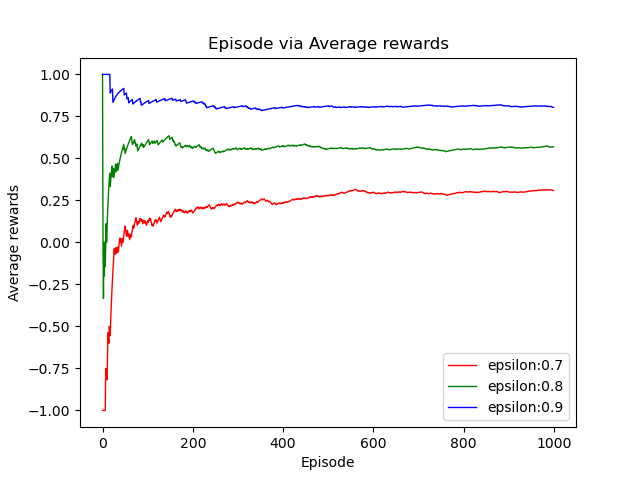 Episode via Average rewards
Average rewards
1.00
0.75
0.50
0.25
0.00
−0.25
−0.50
−0.75
−1.00
epsilon:0.7
epsilon:0.8
epsilon:0.9
0 200 400 600 800 1000
Episode